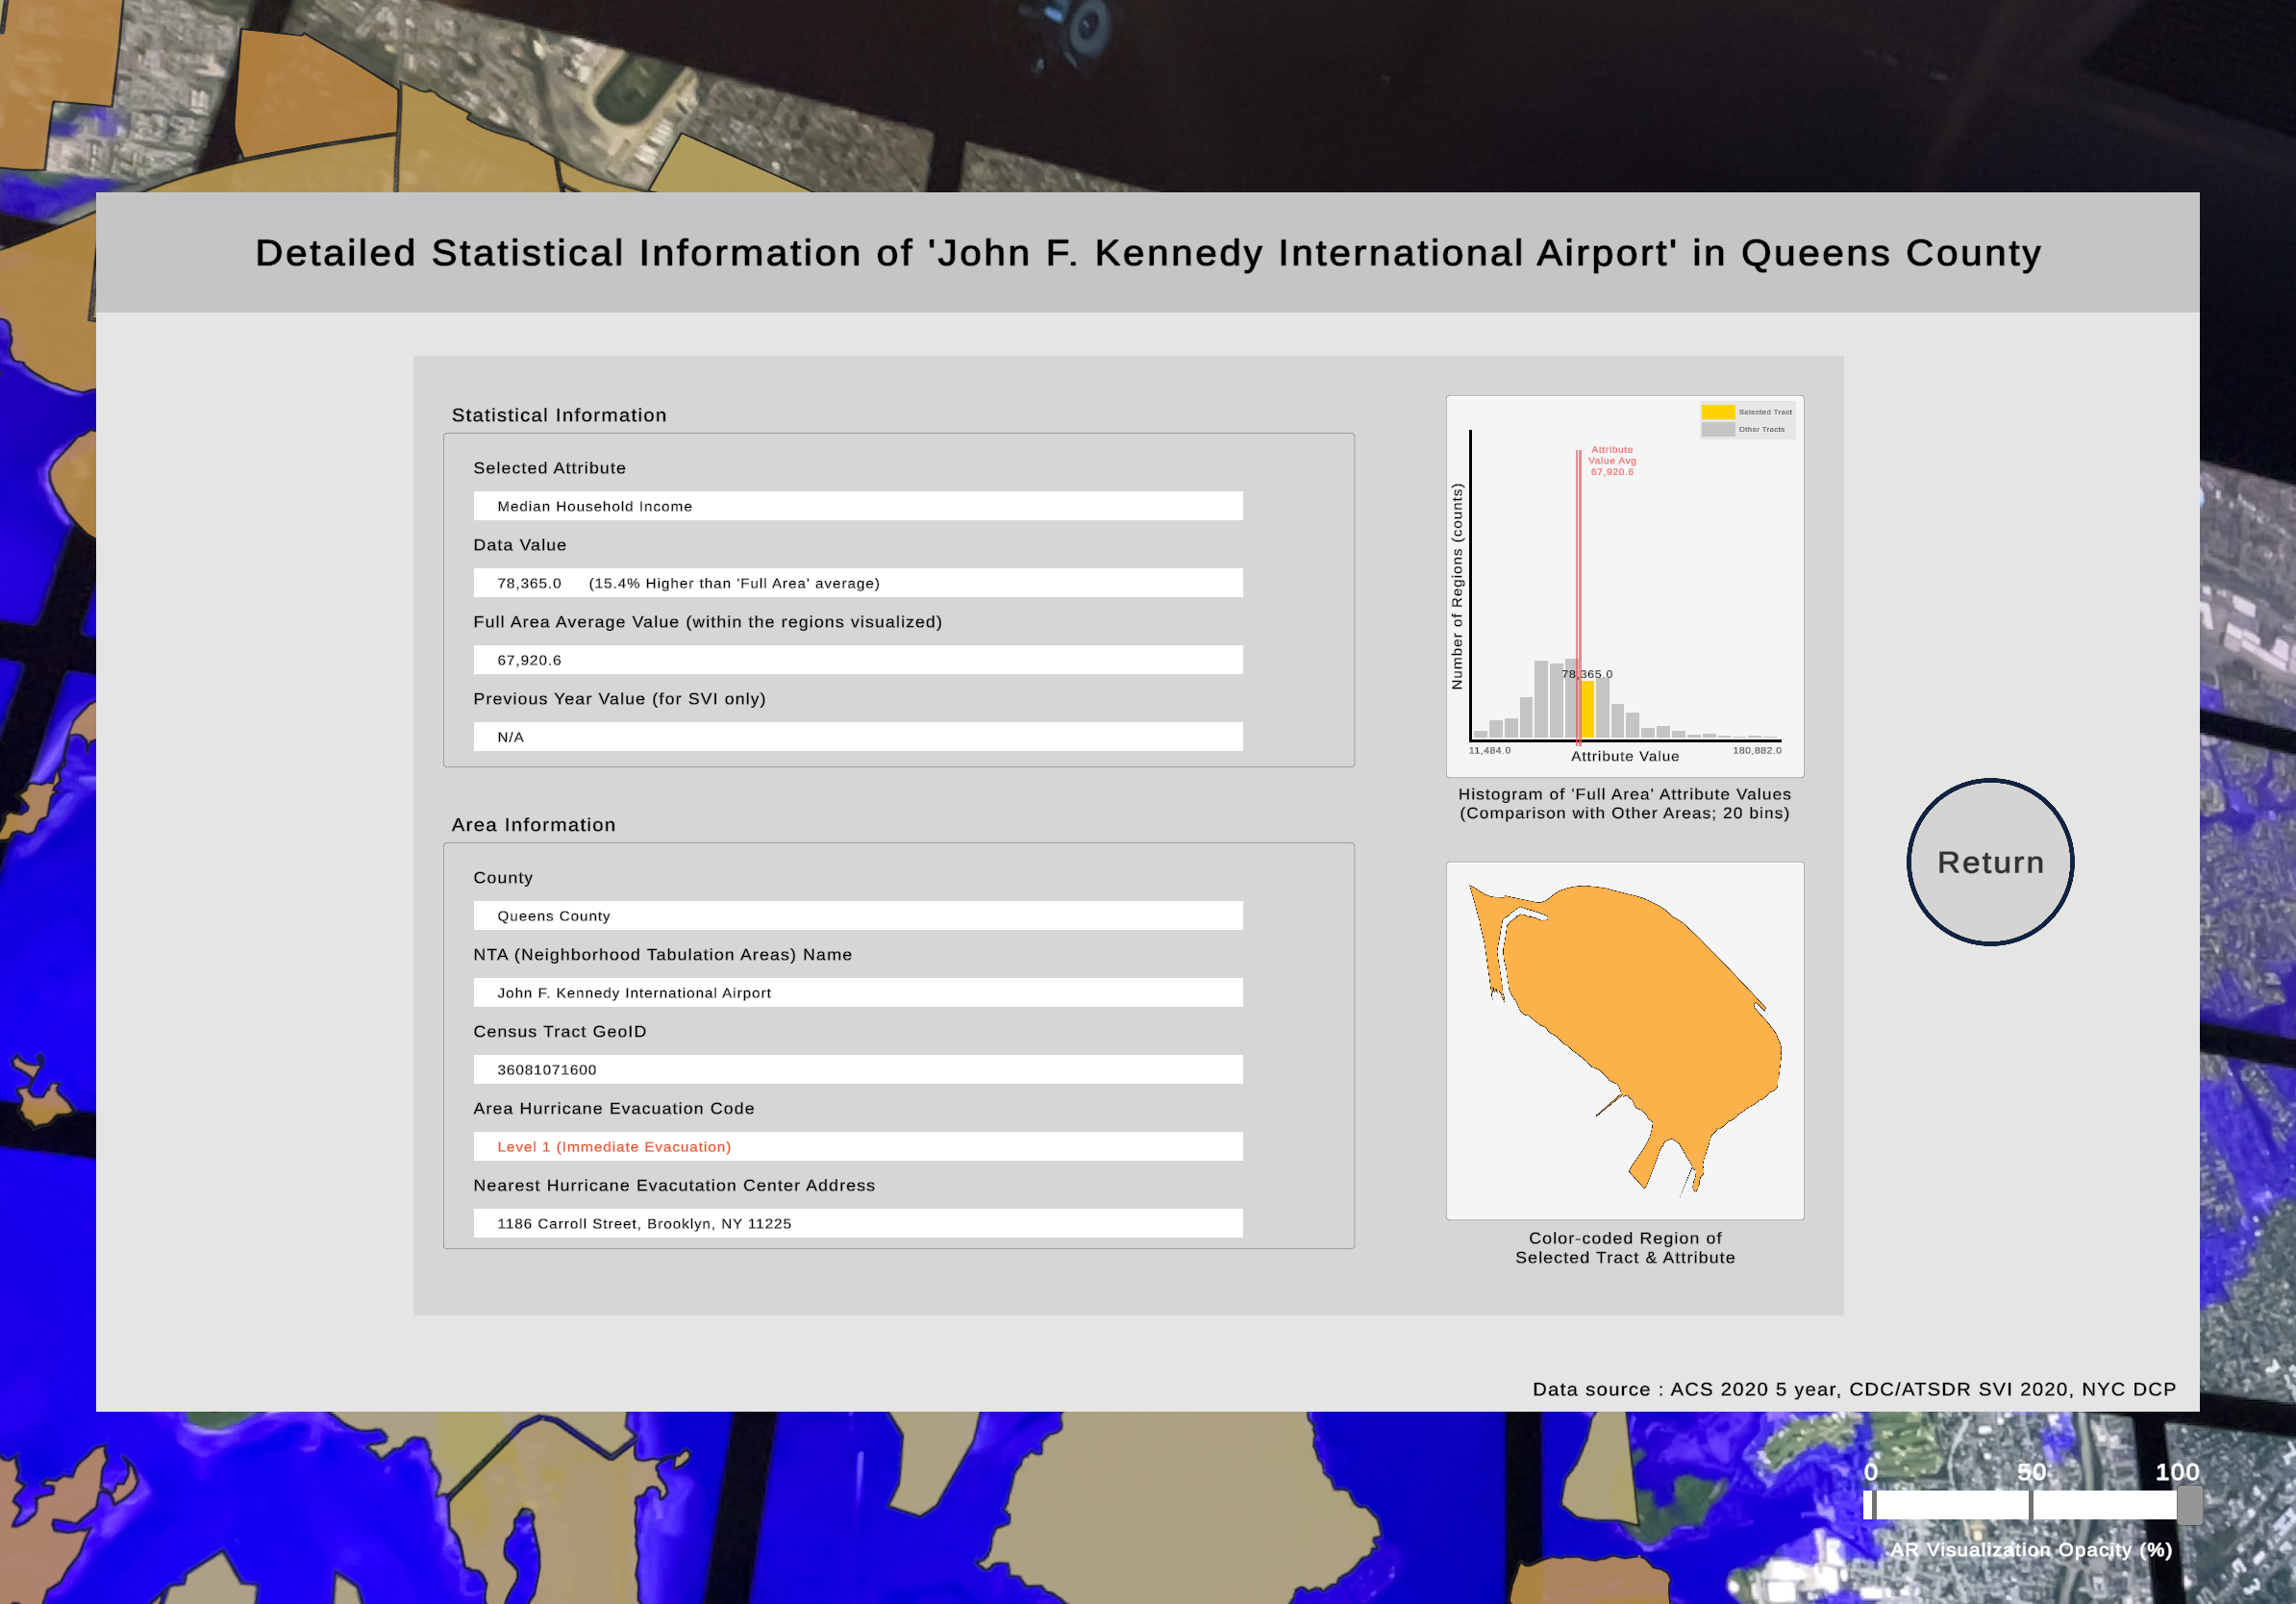 Detailed Statistical Information of 'John F. Kennedy International Airport' in Queens County
Statistical Information
Selected Attribute
Median Household Income
Data Value
78,365.0 (15.4% Higher than 'Full Area' average)
Full Area Average Value (within the regions visualized)
67,920.6
Previous Year Value (for SVI only)
N/A
Area Information
County
Queens County
NTA (Neighborhood Tabulation Areas) Name
John F. Kennedy International Airport
Census Tract GeoID
36081071600
Area Hurricane Evacuation Code
Level 1 (Immediate Evacuation)
Nearest Hurricane Evacutation Center Address
1186 Carroll Street, Brooklyn, NY 11225
Selected Tract
Other Tracts
Attribute
Value Avg
67,920.6
Number of Regions (counts)
78,365.0
11,484.0
180,882.0
Attribute Value
Histogram of 'Full Area' Attribute Values
(Comparison with Other Areas; 20 bins)
Color-coded Region of
Selected Tract & Attribute
Return
Data source : ACS 2020 5 year, CDC/ATSDR SVI 2020, NYC DCP
0 50 100
AR Visualization Opacity (%)